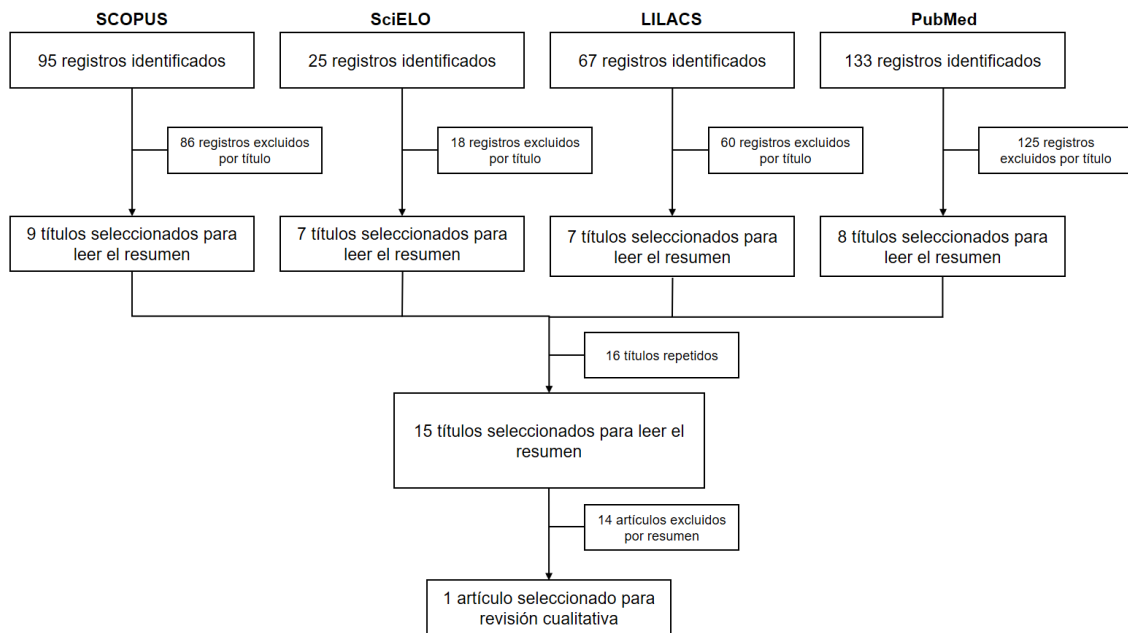 SCOPUS
SciELO
LILACS
PubMed
95 registros identificados
25 registros identificados
67 registros identificados
133 registros identificados
86 registros excluidos
por título
18 registros excluidos
por título
60 registros excluidos
por título
125 registros
excluidos por título
9 títulos seleccionados para
leer el resumen
7 títulos seleccionados para
leer el resumen
7 títulos seleccionados para
leer el resumen
8 títulos seleccionados para
leer el resumen
16 títulos repetidos
15 títulos seleccionados para leer el
resumen
14 artículos excluidos
por resumen
1 artículo seleccionado para
revisión cualitativa